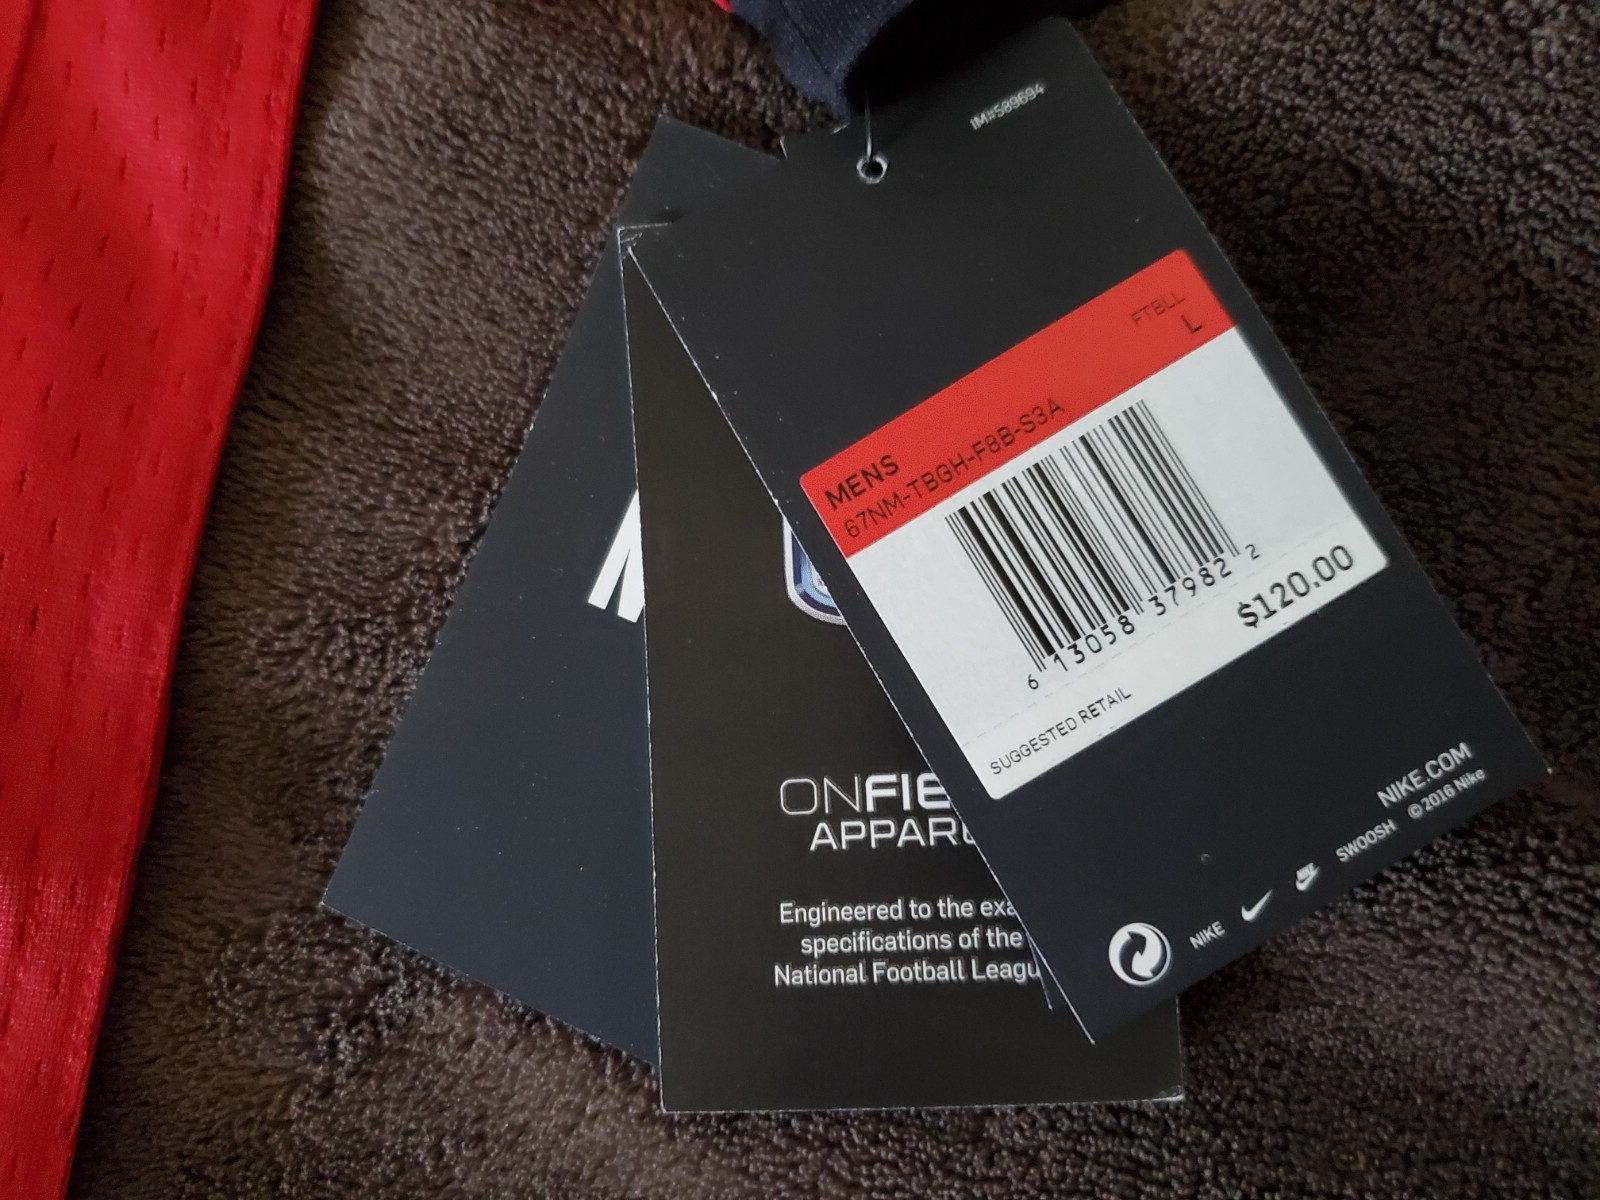 IM#589694
FTBLL
L
MENS
67NM-TBGH-F8B-S3A
6 13058 37982 2
$120.00
SUGGESTED RETAIL
NIKE.COM
©2016 Nike
NIKE SWOOSH
ONFIE
APPARE
Engineered to the exa
specifications of the
National Football Leagu